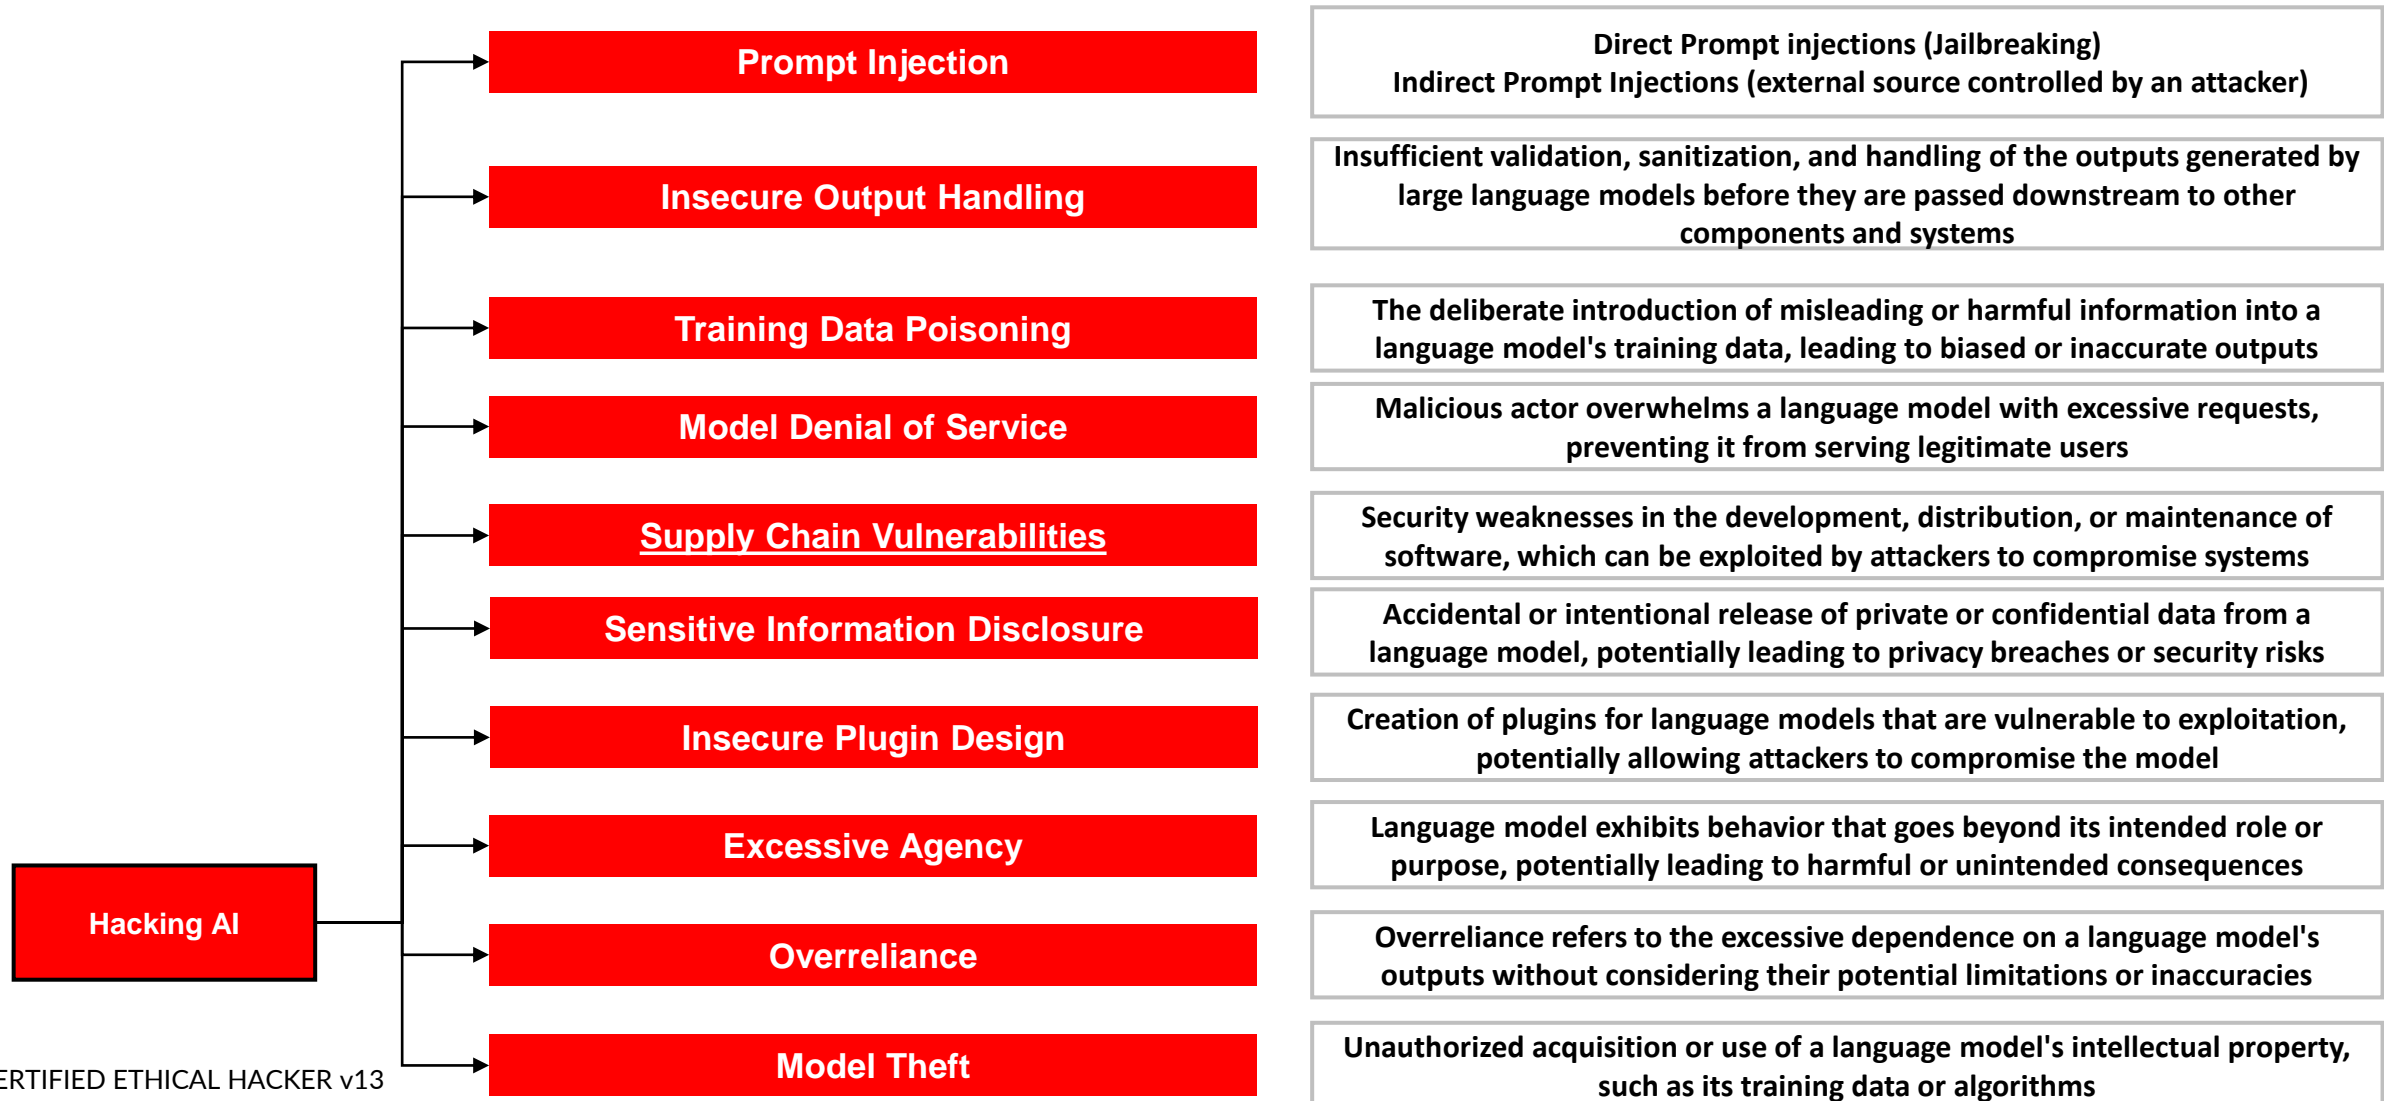 Prompt Injection
Direct Prompt injections (Jailbreaking)
Indirect Prompt Injections (external source controlled by an attacker)
Insecure Output Handling
Insufficient validation, sanitization, and handling of the outputs generated by
large language models before they are passed downstream to other
components and systems
Training Data Poisoning
The deliberate introduction of misleading or harmful information into a
language model's training data, leading to biased or inaccurate outputs
Model Denial of Service
Malicious actor overwhelms a language model with excessive requests,
preventing it from serving legitimate users
Supply Chain Vulnerabilities
Security weaknesses in the development, distribution, or maintenance of
software, which can be exploited by attackers to compromise systems
Sensitive Information Disclosure
Accidental or intentional release of private or confidential data from a
language model, potentially leading to privacy breaches or security risks
Insecure Plugin Design
Creation of plugins for language models that are vulnerable to exploitation,
potentially allowing attackers to compromise the model
Excessive Agency
Language model exhibits behavior that goes beyond its intended role or
purpose, potentially leading to harmful or unintended consequences
Hacking AI
Overreliance
Overreliance refers to the excessive dependence on a language model's
outputs without considering their potential limitations or inaccuracies
Model Theft
Unauthorized acquisition or use of a language model's intellectual property,
such as its training data or algorithms
ERTIFIED ETHICAL HACKER v13